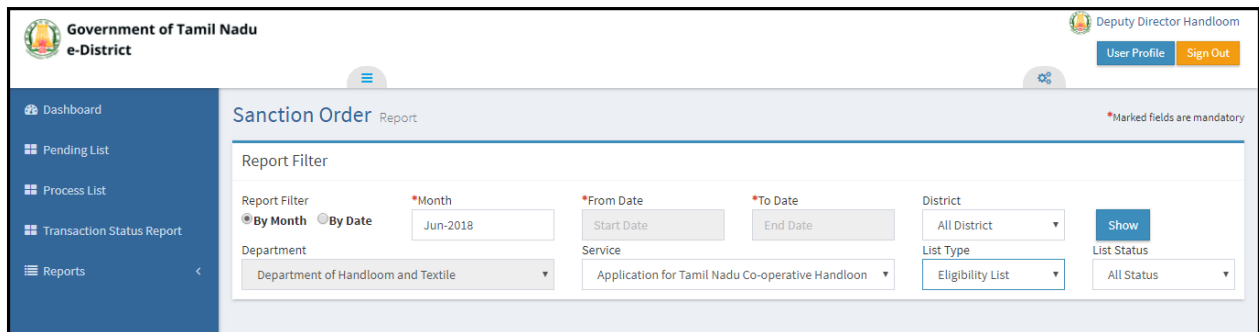 Government of Tamil Nadu
e-District
Deputy Director Handloom
User Profile Sign Out
Dashboard
Pending List
Process List
Transaction Status Report
Reports
Sanction Order Report
*Marked fields are mandatory
Report Filter
Report Filter *Month *From Date *To Date District
By Month By Date Jun-2018 Start Date End Date All District Show
Department Service List Type List Status
Department of Handloom and Textile Application for Tamil Nadu Co-operative Handloon Eligibility List All Status